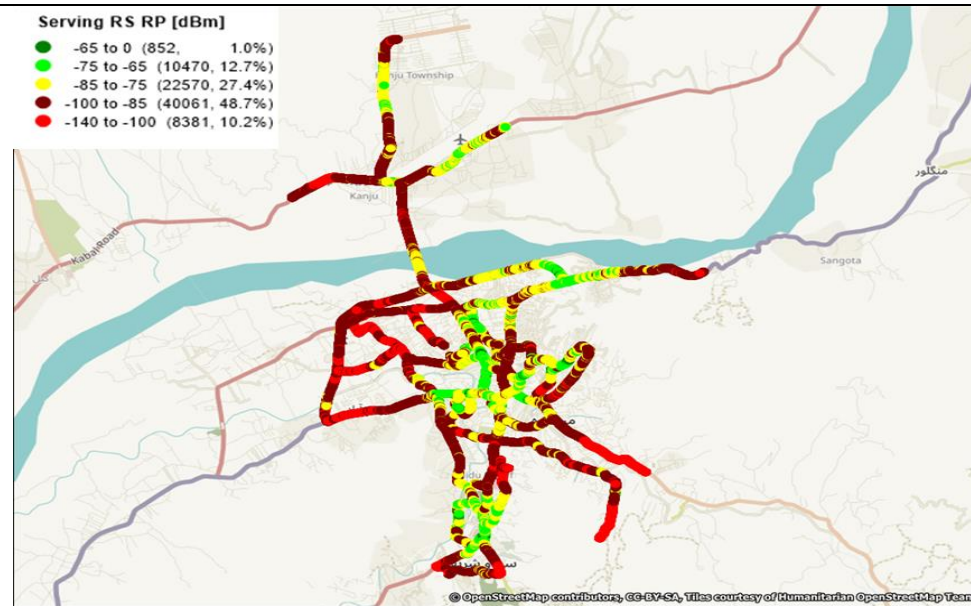 Serving RS RP [dBm]
-65 to 0 (852, 1.0%)
-75 to -65 (10470, 12.7%)
-85 to -75 (22570, 27.4%)
-100 to -85 (40061, 48.7%)
-140 to -100 (8381, 10.2%)
Township
Kanju
منگلور
Kabal Road
Sangota
© OpenStreetMap contributors, CC-BY-SA, Tiles courtesy of Humanitarian OpenStreetMap Team